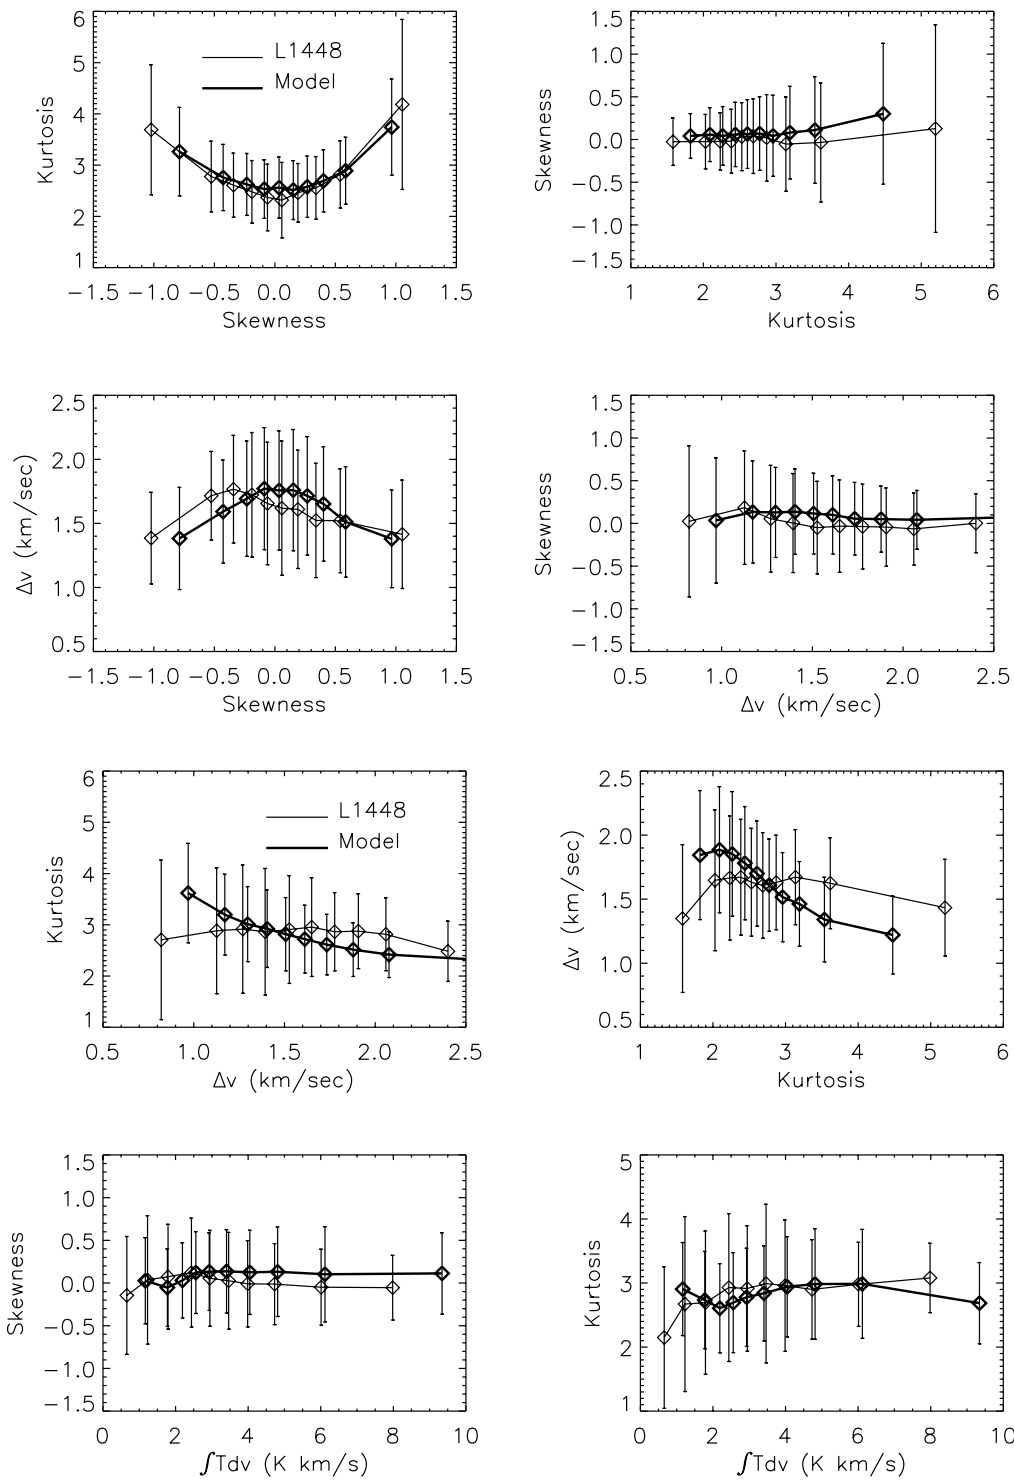 6
5
4
3
2
1
Kurtosis
L1448
Model
−1.5 −1.0 −0.5 0.0 0.5 1.0 1.5
Skewness
1.5
1.0
0.5
0.0
−0.5
−1.0
−1.5
Skewness
1 2 3 4 5 6
Kurtosis
2.5
2.0
1.5
1.0
0.5
Δv (km/sec)
−1.5 −1.0 −0.5 0.0 0.5 1.0 1.5
Skewness
1.5
1.0
0.5
0.0
−0.5
−1.0
−1.5
Skewness
0.5 1.0 1.5 2.0 2.5
Δv (km/sec)
6
5
4
3
2
1
Kurtosis
L1448
Model
0.5 1.0 1.5 2.0 2.5
Δv (km/sec)
2.5
2.0
1.5
1.0
0.5
Δv (km/sec)
1 2 3 4 5 6
Kurtosis
1.5
1.0
0.5
0.0
−0.5
−1.0
−1.5
Skewness
0 2 4 6 8 10
∫Tdv (K km/s)
5
4
3
2
1
Kurtosis
0 2 4 6 8 10
∫Tdv (K km/s)